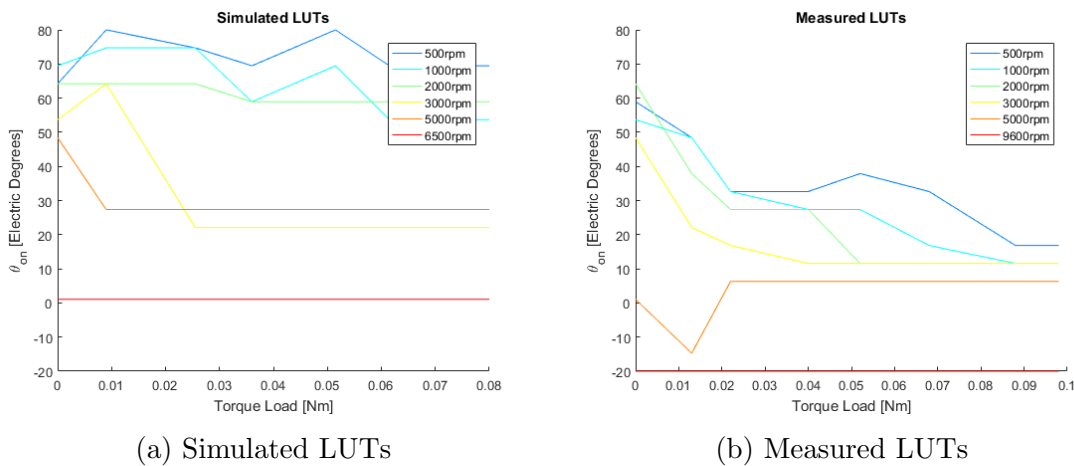 Simulated LUTs
80
70
60
50
40
30
20
10
0
-10
-20
θon [Electric Degrees]
0 0.01 0.02 0.03 0.04 0.05 0.06 0.07 0.08
Torque Load [Nm]
500rpm
1000rpm
2000rpm
3000rpm
5000rpm
6500rpm
(a) Simulated LUTs
Measured LUTs
80
70
60
50
40
30
20
10
0
-10
-20
θon [Electric Degrees]
0 0.01 0.02 0.03 0.04 0.05 0.06 0.07 0.08 0.09 0.1
Torque Load [Nm]
500rpm
1000rpm
2000rpm
3000rpm
5000rpm
9600rpm
(b) Measured LUTs